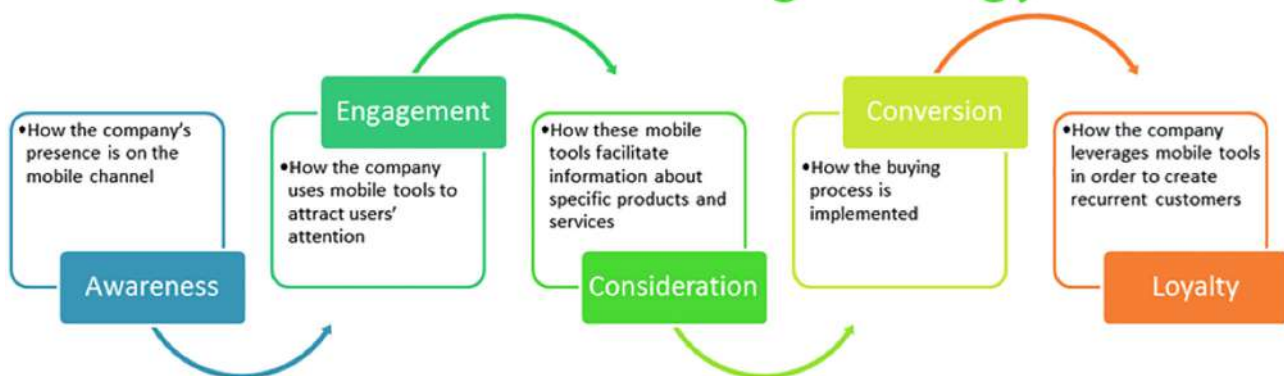 •How the company's
presence is on the
mobile channel
Awareness
Engagement
•How the company
uses mobile tools to
attract users'
attention
•How these mobile
tools facilitate
information about
specific products and
services
Consideration
Conversion
•How the buying
process is
implemented
•How the company
leverages mobile tools
in order to create
recurrent customers
Loyalty